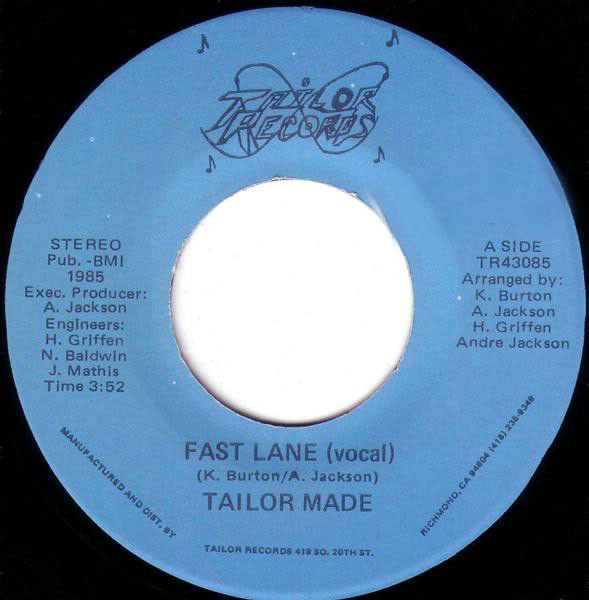 TAILOR
RECORDS
STEREO
Pub. -BMI
1985
Exec. Producer:
A. Jackson
Engineers:
H. Griffen
N. Baldwin
J. Mathis
Time 3:52
A SIDE
TR43085
Arranged by:
K. Burton
A. Jackson
H. Griffen
Andre Jackson
FAST LANE (vocal)
(K. Burton/A. Jackson)
TAILOR MADE
MANUFACTURED AND DIST. BY
TAILOR RECORDS 419 SO. 20TH ST.
RICHMOND, CA 94804 (415) 235-9349